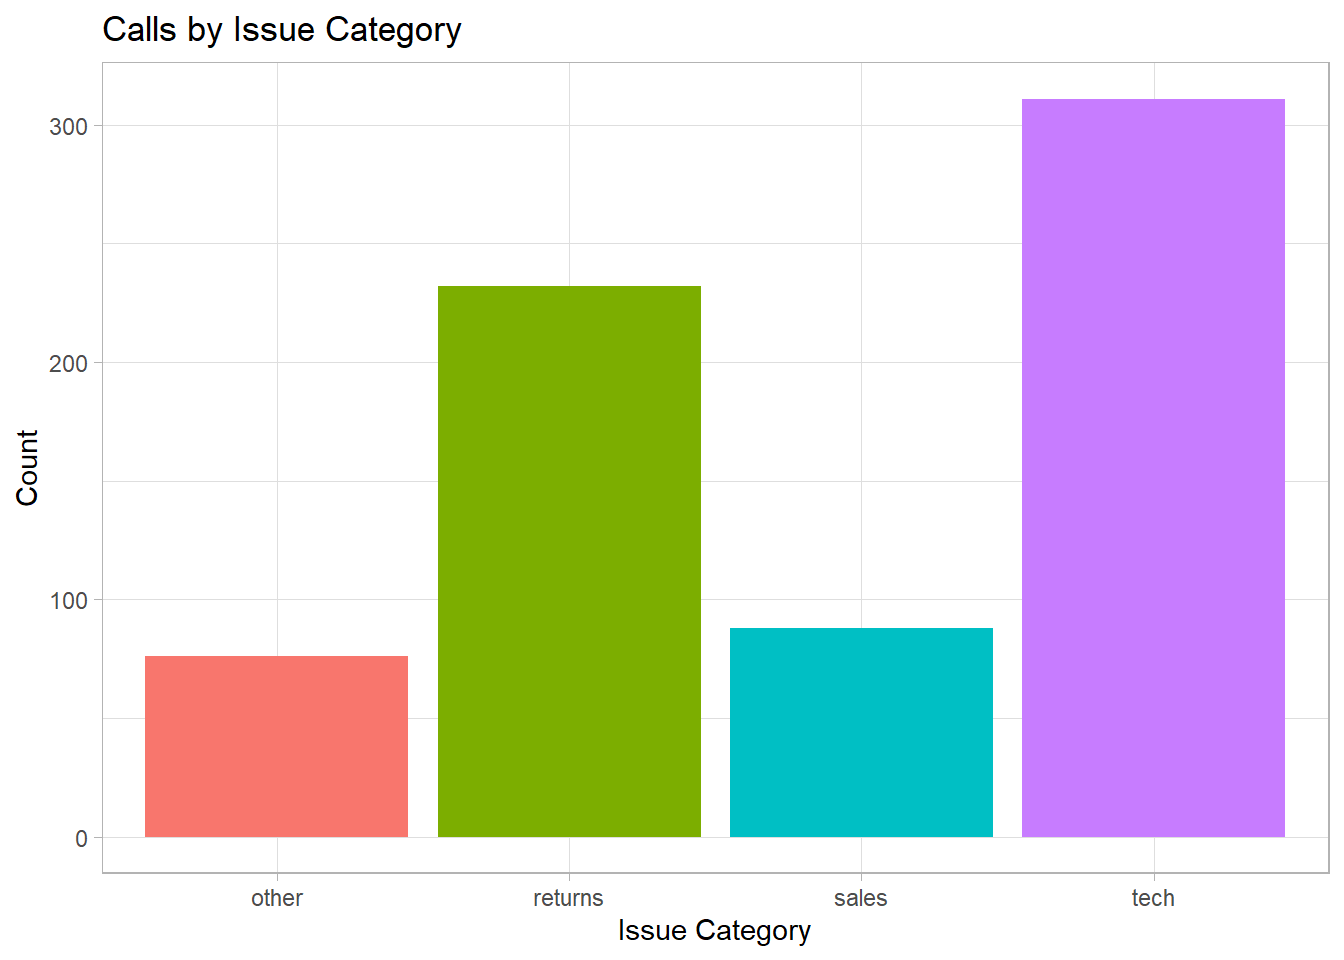 Calls by Issue Category
300
200
100
0
Count
other returns sales tech
Issue Category